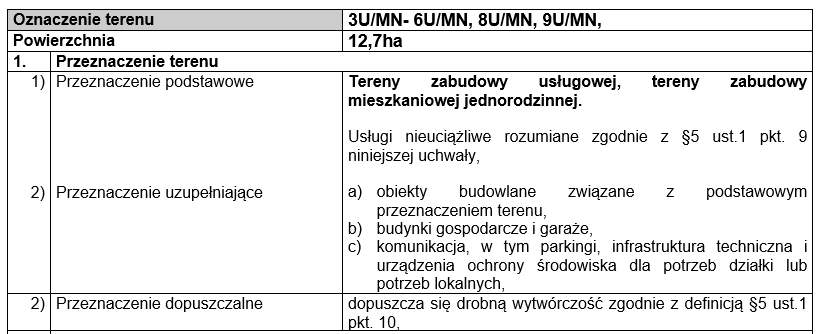 Oznaczenie terenu 3U/MN- 6U/MN, 8U/MN, 9U/MN,
Powierzchnia 12,7ha
1. Przeznaczenie terenu
1) Przeznaczenie podstawowe Tereny zabudowy usługowej, tereny zabudowy
mieszkaniowej jednorodzinnej.
Usługi nieuciążliwe rozumiane zgodnie z §5 ust.1 pkt. 9
niniejszej uchwały,
2) Przeznaczenie uzupełniające a) obiekty budowlane związane z podstawowym
przeznaczeniem terenu,
b) budynki gospodarcze i garaże,
c) komunikacja, w tym parkingi, infrastruktura techniczna i
urządzenia ochrony środowiska dla potrzeb działki lub
potrzeb lokalnych,
2) Przeznaczenie dopuszczalne dopuszcza się drobną wytwórczość zgodnie z definicją §5 ust.1
pkt. 10,